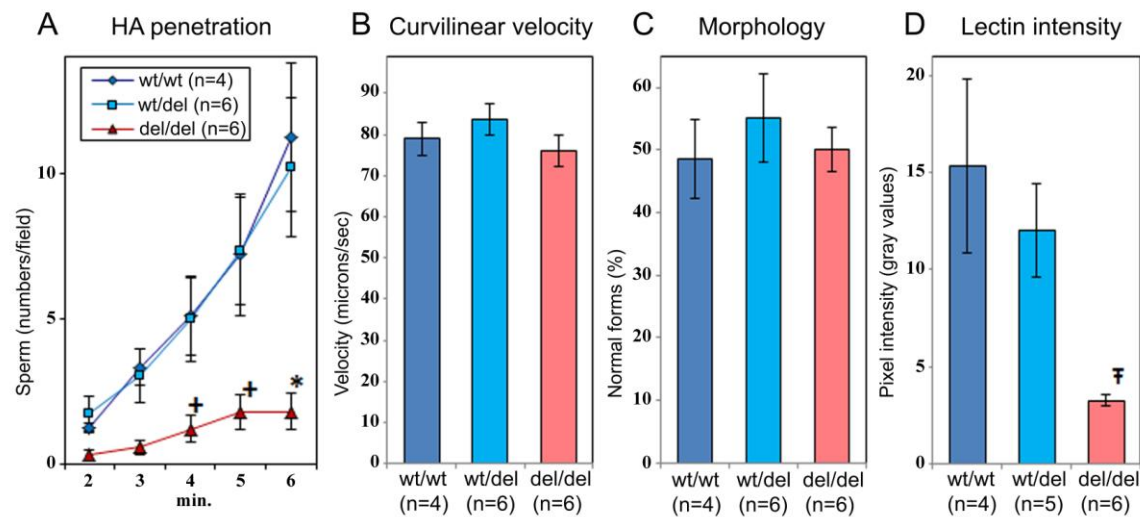 A HA penetration
wt/wt (n=4)
wt/del (n=6)
del/del (n=6)
Sperm (numbers/field)
10
5
0
+
+
*
2 3 4 5 6
min.
B Curvilinear velocity
Velocity (microns/sec)
90
80
70
60
50
40
30
20
10
0
wt/wt wt/del del/del
(n=4) (n=6) (n=6)
C Morphology
Normal forms (%)
60
50
40
30
20
10
0
wt/wt wt/del del/del
(n=4) (n=6) (n=6)
D Lectin intensity
Pixel intensity (gray values)
20
15
10
5
0
Ŧ
wt/wt wt/del del/del
(n=4) (n=5) (n=6)